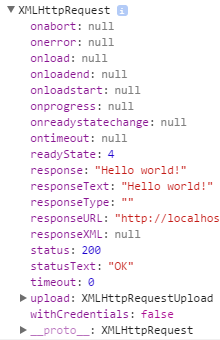 ▼ XMLHttpRequest i
onabort: null
onerror: null
onload: null
onloadend: null
onloadstart: null
onprogress: null
onreadystatechange: null
ontimeout: null
readyState: 4
response: "Hello world!"
responseText: "Hello world!"
responseType: ""
responseURL: "http://localhos
responseXML: null
status: 200
statusText: "OK"
timeout: 0
▶ upload: XMLHttpRequestUpload
withCredentials: false
▶ __proto__: XMLHttpRequest